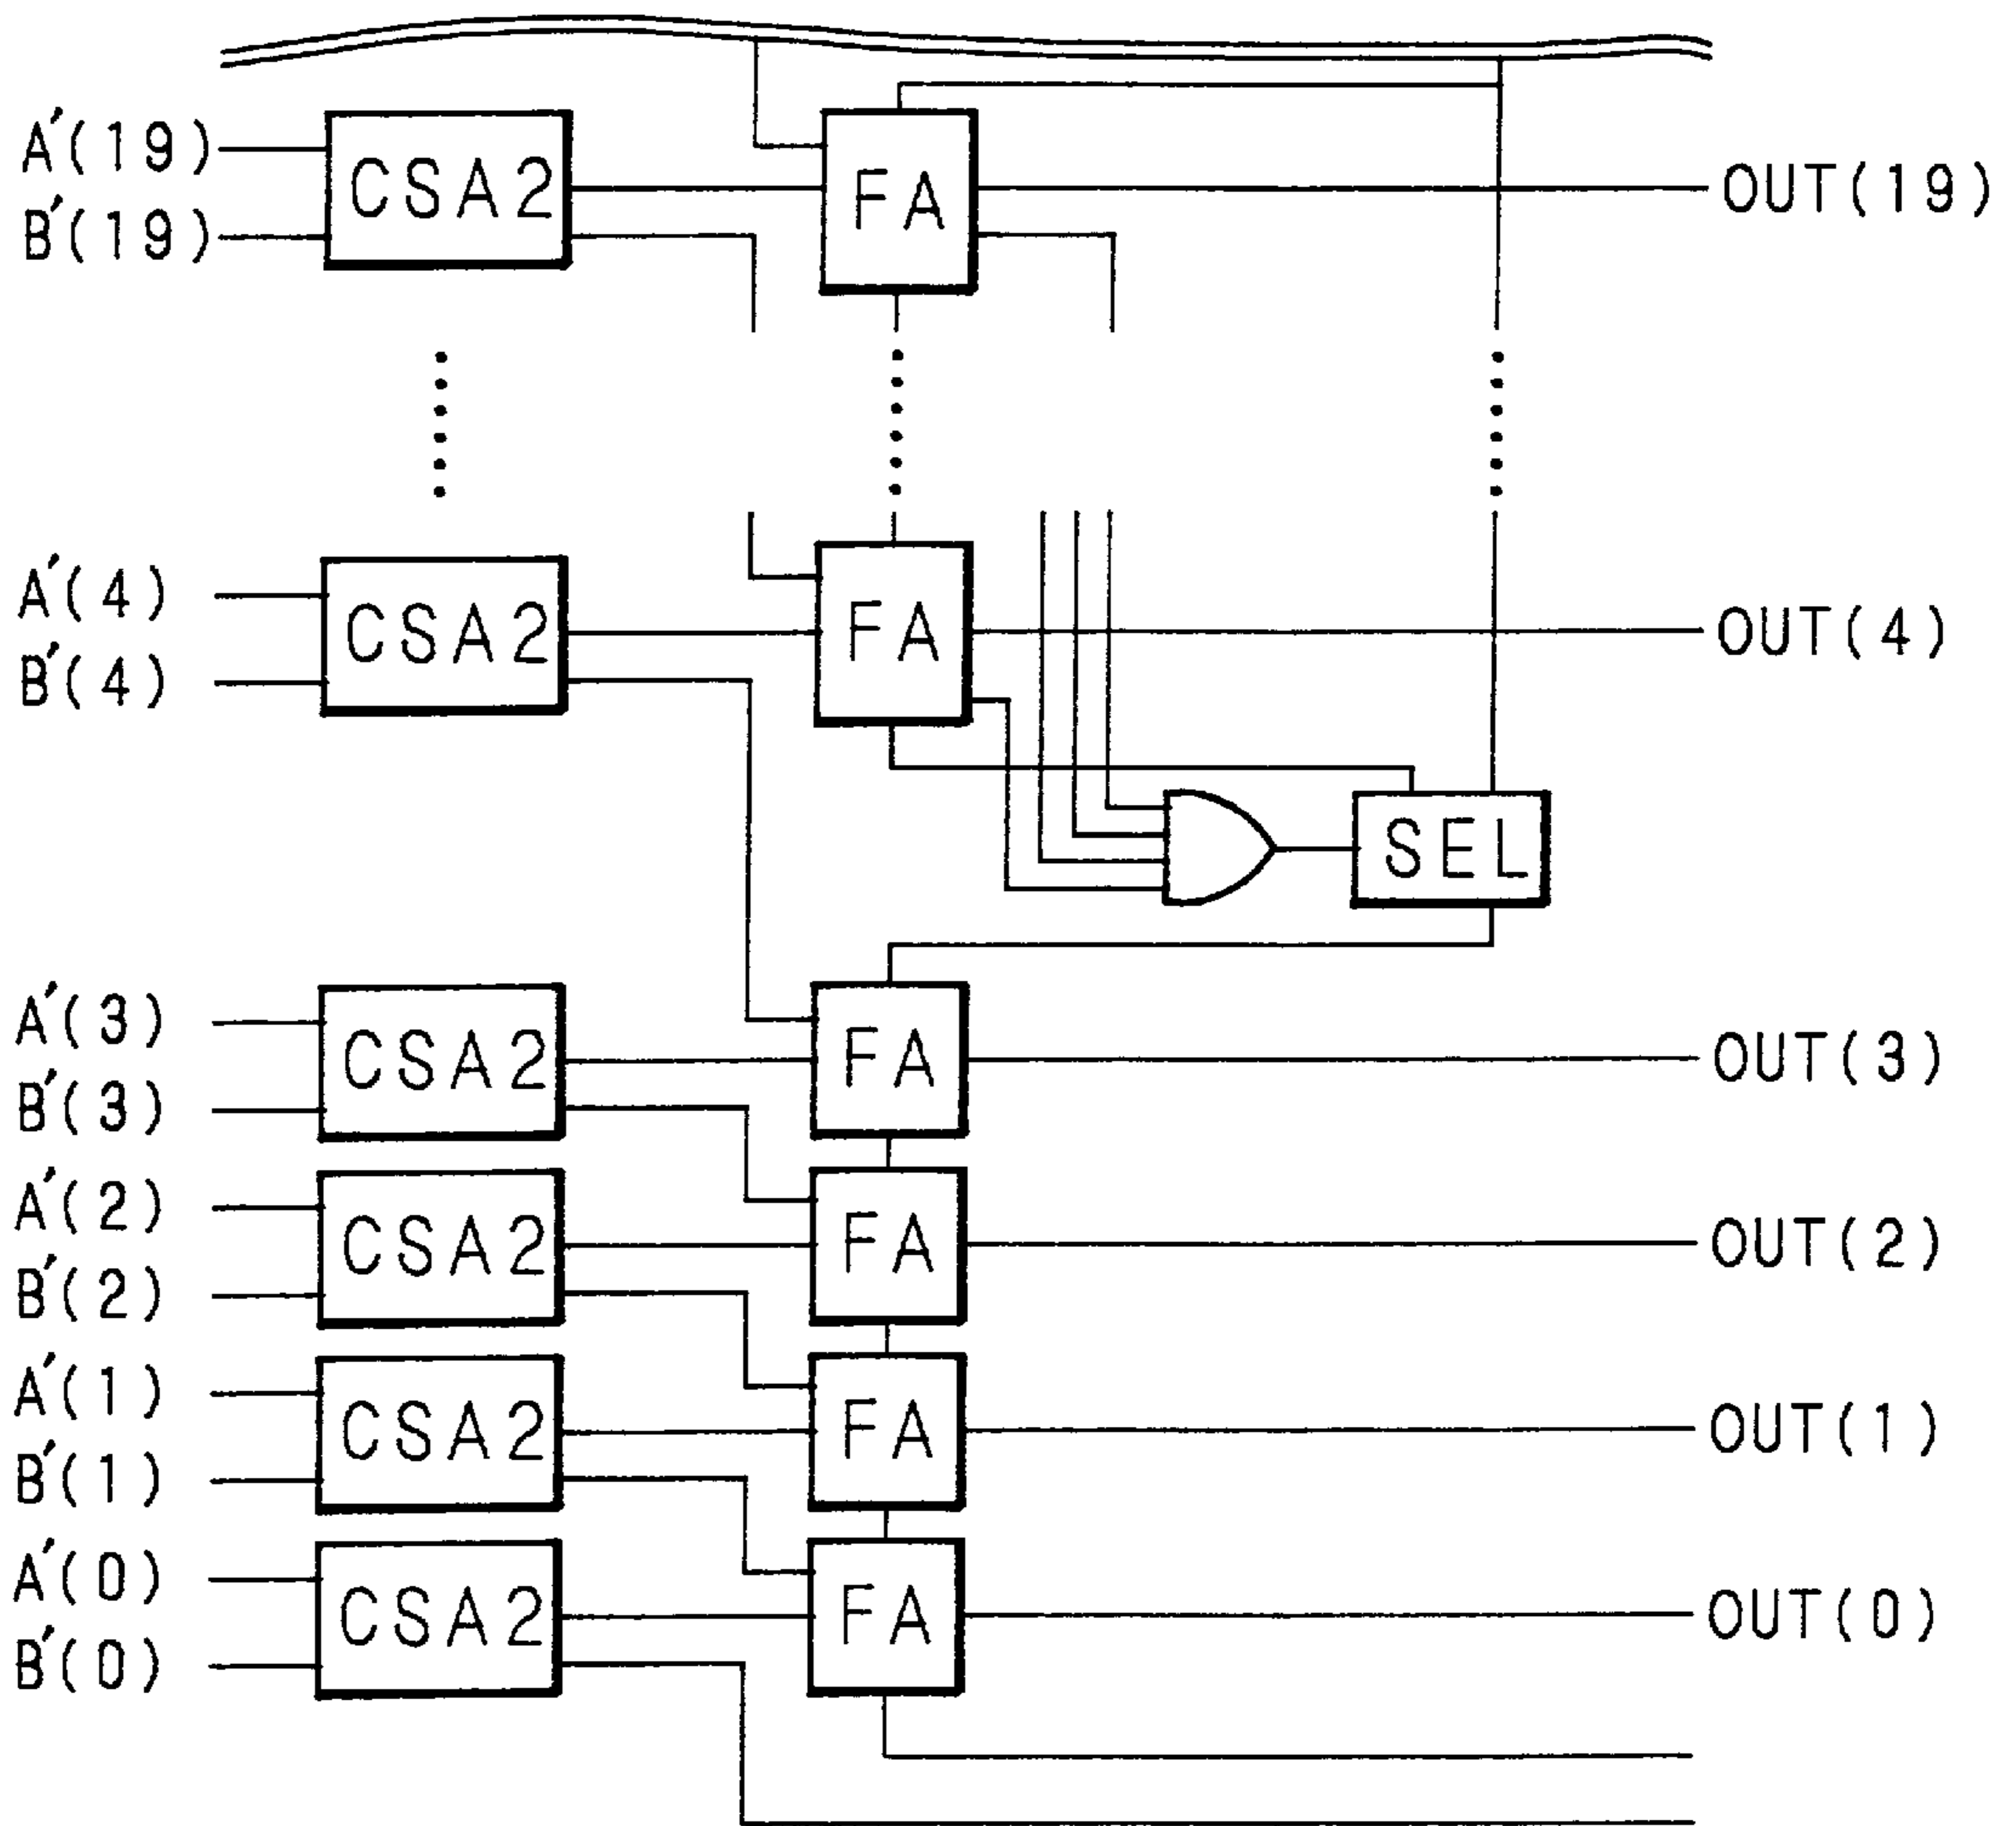 A′(19)
B′(19)
CSA2
FA
OUT(19)
A′(4)
B′(4)
CSA2
FA
OUT(4)
SEL
A′(3)
B′(3)
CSA2
FA
OUT(3)
A′(2)
B′(2)
CSA2
FA
OUT(2)
A′(1)
B′(1)
CSA2
FA
OUT(1)
A′(0)
B′(0)
CSA2
FA
OUT(0)